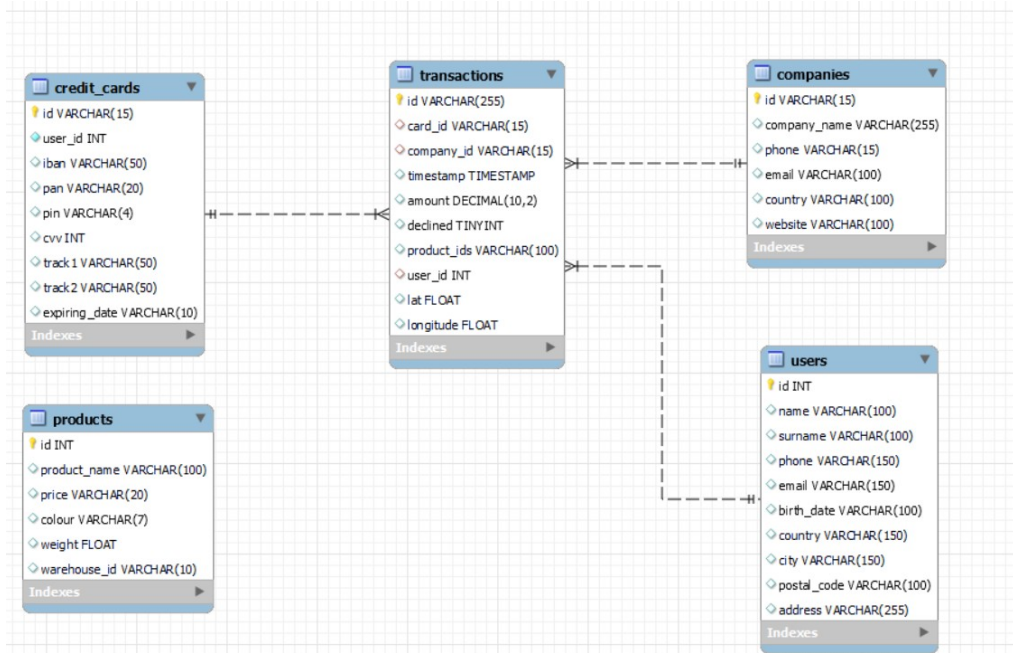 credit_cards
id VARCHAR(15)
user_id INT
iban VARCHAR(50)
pan VARCHAR(20)
pin VARCHAR(4)
cvv INT
track1 VARCHAR(50)
track2 VARCHAR(50)
expiring_date VARCHAR(10)
Indexes
transactions
id VARCHAR(255)
card_id VARCHAR(15)
company_id VARCHAR(15)
timestamp TIMESTAMP
amount DECIMAL(10,2)
declined TINYINT
product_ids VARCHAR(100)
user_id INT
lat FLOAT
longitude FLOAT
Indexes
companies
id VARCHAR(15)
company_name VARCHAR(255)
phone VARCHAR(15)
email VARCHAR(100)
country VARCHAR(100)
website VARCHAR(100)
Indexes
products
id INT
product_name VARCHAR(100)
price VARCHAR(20)
colour VARCHAR(7)
weight FLOAT
warehouse_id VARCHAR(10)
Indexes
users
id INT
name VARCHAR(100)
surname VARCHAR(100)
phone VARCHAR(150)
email VARCHAR(150)
birth_date VARCHAR(100)
country VARCHAR(150)
city VARCHAR(150)
postal_code VARCHAR(100)
address VARCHAR(255)
Indexes